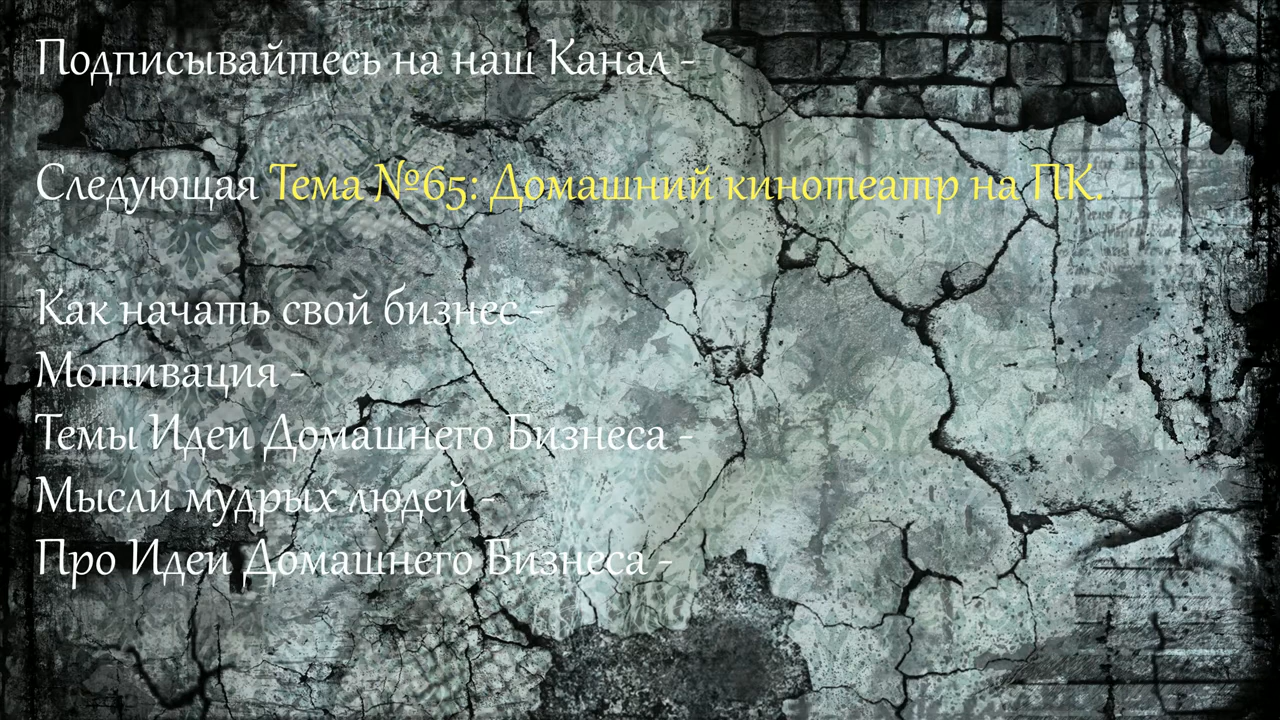 Подписывайтесь на наш Канал -
Следующая Тема №65: Домашний кинотеатр на ПК.
Как начать свой бизнес -
Мотивация -
Темы Идеи Домашнего Бизнеса -
Мысли мудрых людей -
Про Идеи Домашнего Бизнеса -